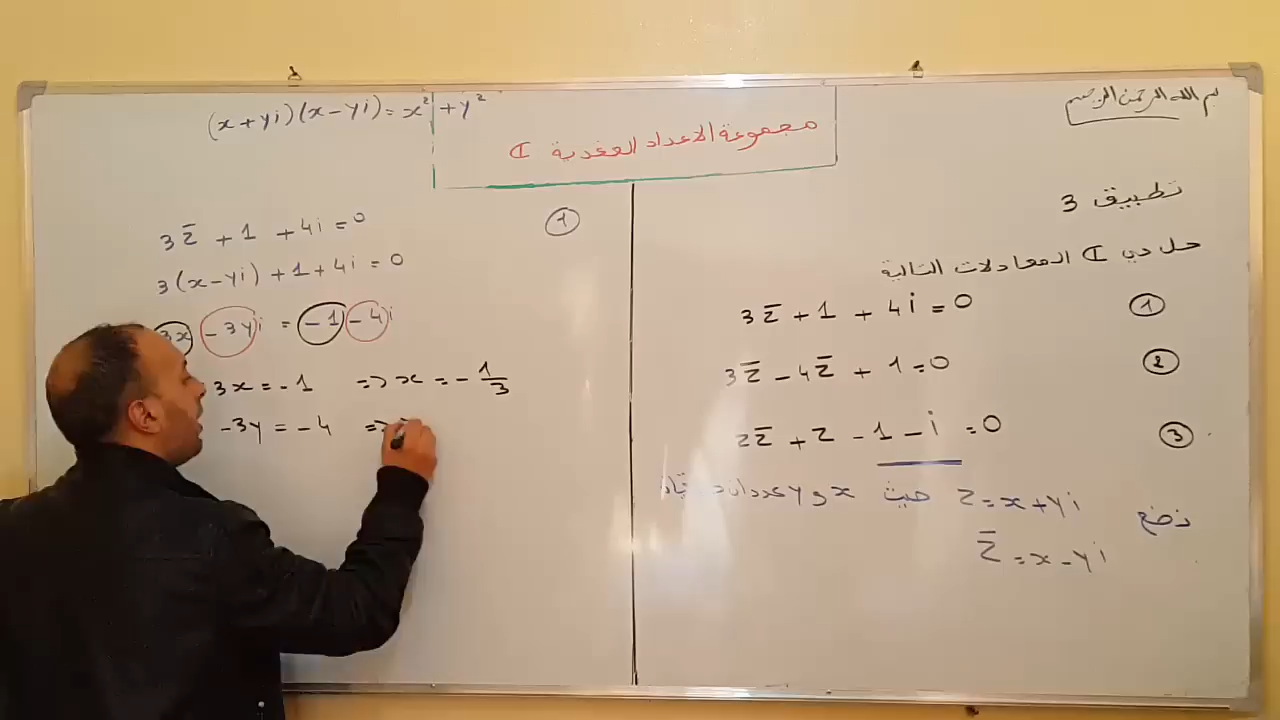 بسم الله الرحمن الرحيم
مجموعة الاعداد العقدية ℂ
تطبيق 3
حل في ℂ المعادلات التالية
3z̅ + 1 + 4i = 0 ①
3z̅ - 4z̅ + 1 = 0 ②
2z̅ + z - 1 - i = 0 ③
نضع z = x + yi حيث x و y عددان
z̅ = x - yi
(x + yi)(x - yi) = x² + y²
①
3z̅ + 1 + 4i = 0
3(x - yi) + 1 + 4i = 0
3x - 3yi = -1 - 4i
3x = -1 => x = -1/3
-3y = -4 =>